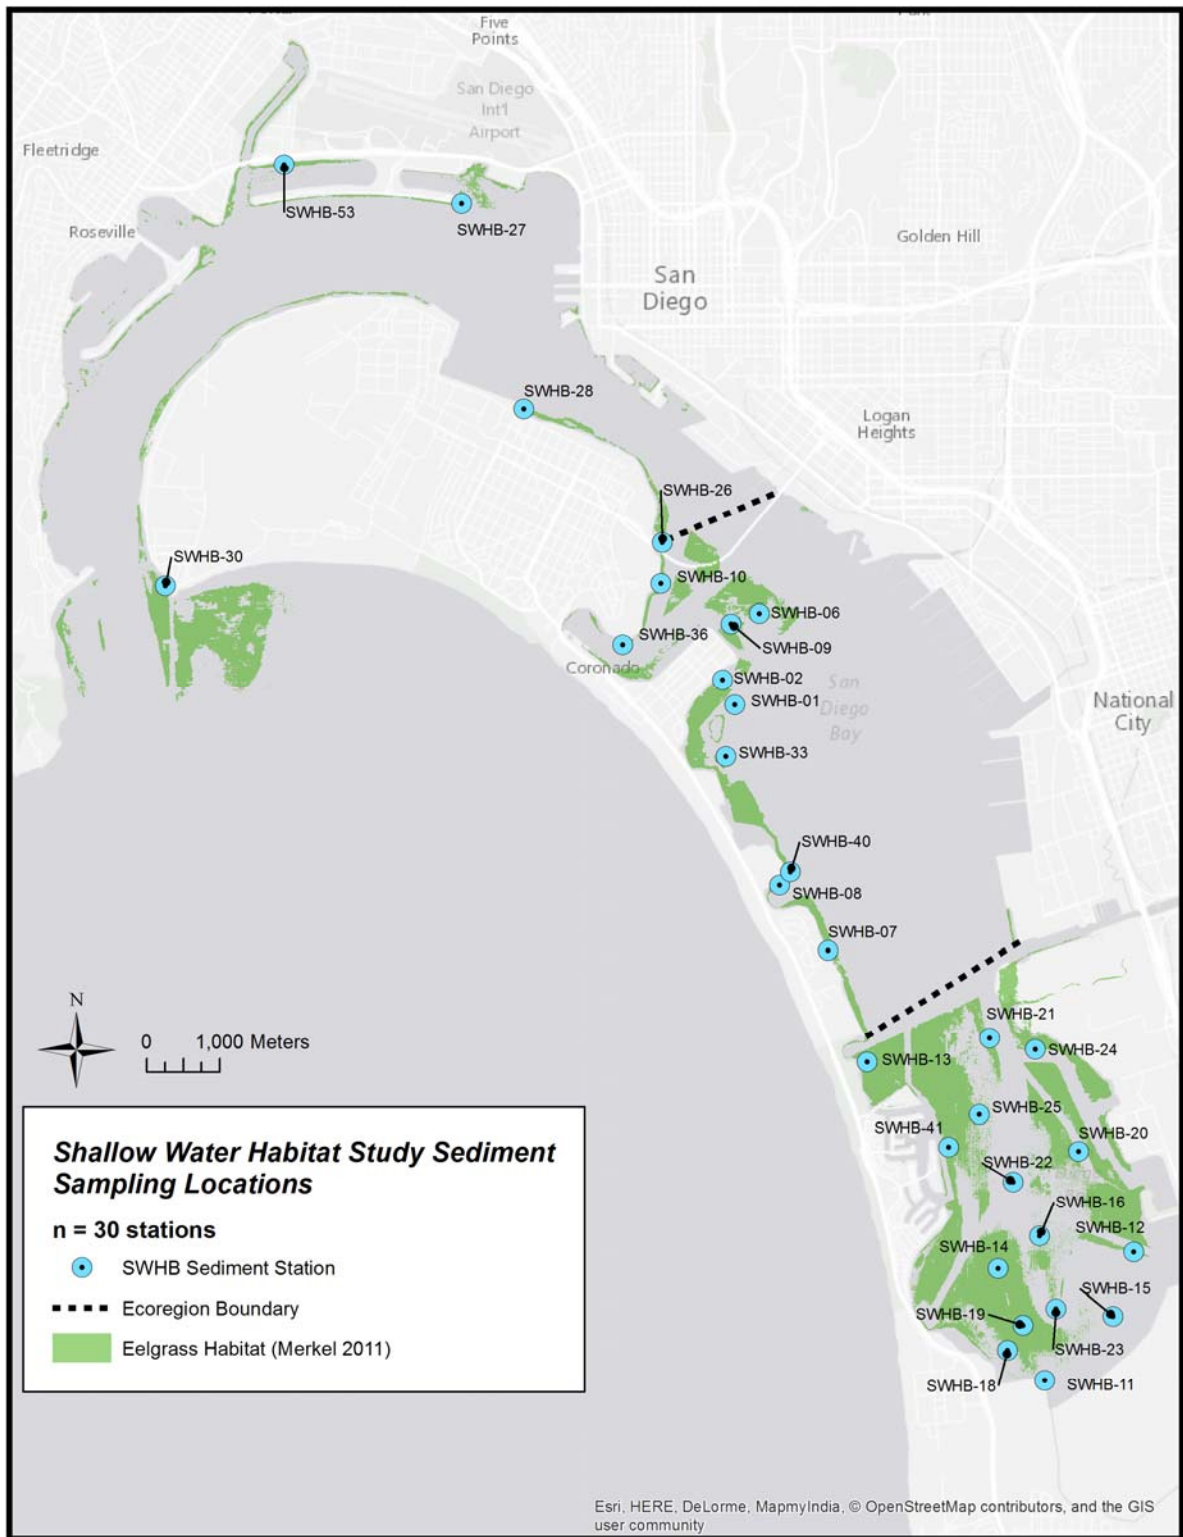 Five
Points
San Diego
Int'l
Airport
Fleetridge
SWHB-53
SWHB-27
Roseville
Golden Hill
San
Diego
SWHB-28
Logan
Heights
SWHB-26
SWHB-30
SWHB-10
SWHB-06
SWHB-36
SWHB-09
Coronado
SWHB-02
San
Diego
Bay
SWHB-01
National
City
SWHB-33
SWHB-40
SWHB-08
SWHB-07
N
0 1,000 Meters
SWHB-21
SWHB-24
SWHB-13
SWHB-25
SWHB-41
SWHB-20
SWHB-22
SWHB-16
SWHB-12
SWHB-14
SWHB-15
SWHB-19
SWHB-23
SWHB-18
SWHB-11
Shallow Water Habitat Study Sediment
Sampling Locations
n = 30 stations
SWHB Sediment Station
Ecoregion Boundary
Eelgrass Habitat (Merkel 2011)
Esri, HERE, DeLorme, MapmyIndia, © OpenStreetMap contributors, and the GIS
user community